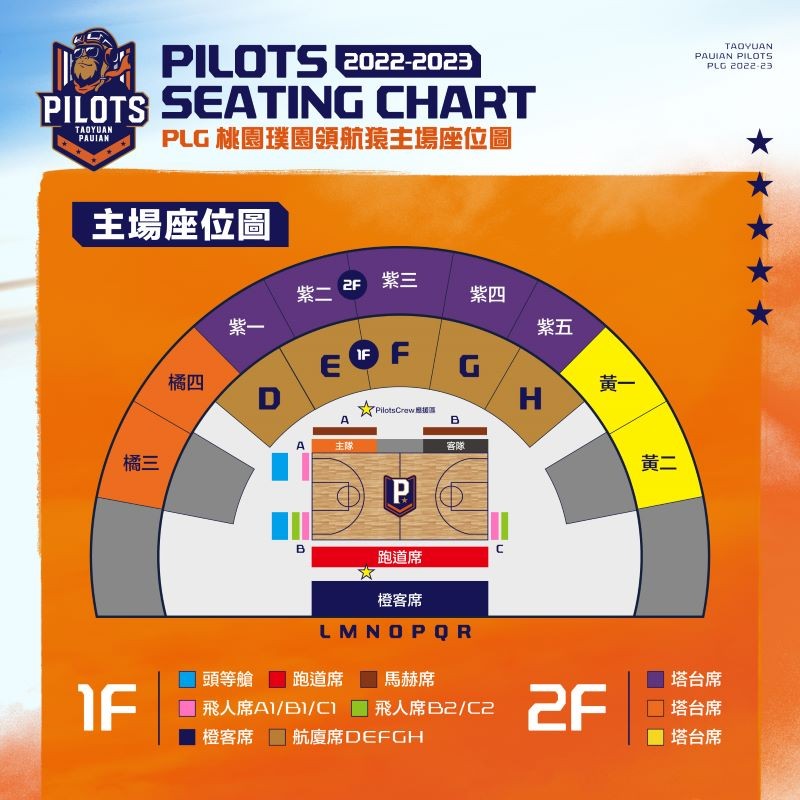 PILOTS 2022-2023
SEATING CHART
PLG 桃園璞園領航猿主場座位圖
PILOTS
TAOYUAN
PAUIAN
TAOYUAN
PAUIAN PILOTS
PLG 2022-23
主場座位圖
紫二 2F 紫三 紫四
紫一 紫五
橘四 黃一
橘三 黃二
D E 1F F G H
PilotsCrew應援區
A B
A 主隊 客隊
P
B C
跑道席
橙客席
L M N O P Q R
1F
頭等艙 跑道席 馬赫席
飛人席A1/B1/C1 飛人席B2/C2
橙客席 航廈席DEFGH
2F
塔台席
塔台席
塔台席